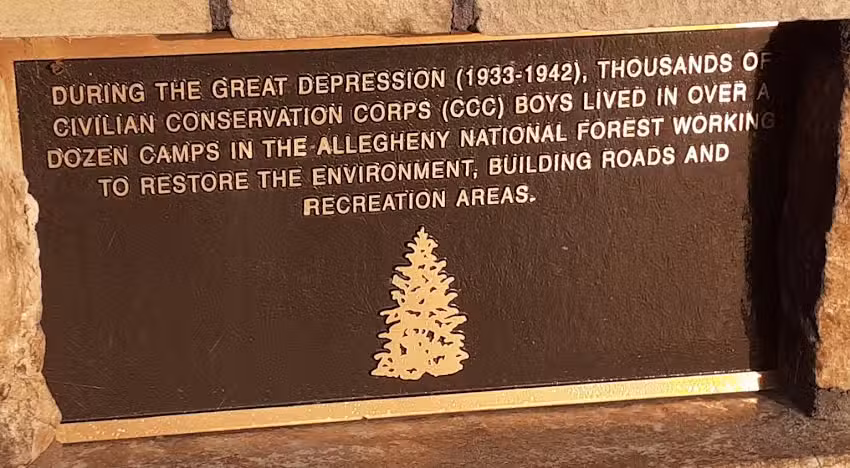 DURING THE GREAT DEPRESSION (1933-1942), THOUSANDS OF
CIVILIAN CONSERVATION CORPS (CCC) BOYS LIVED IN OVER A
DOZEN CAMPS IN THE ALLEGHENY NATIONAL FOREST WORKING
TO RESTORE THE ENVIRONMENT, BUILDING ROADS AND
RECREATION AREAS.